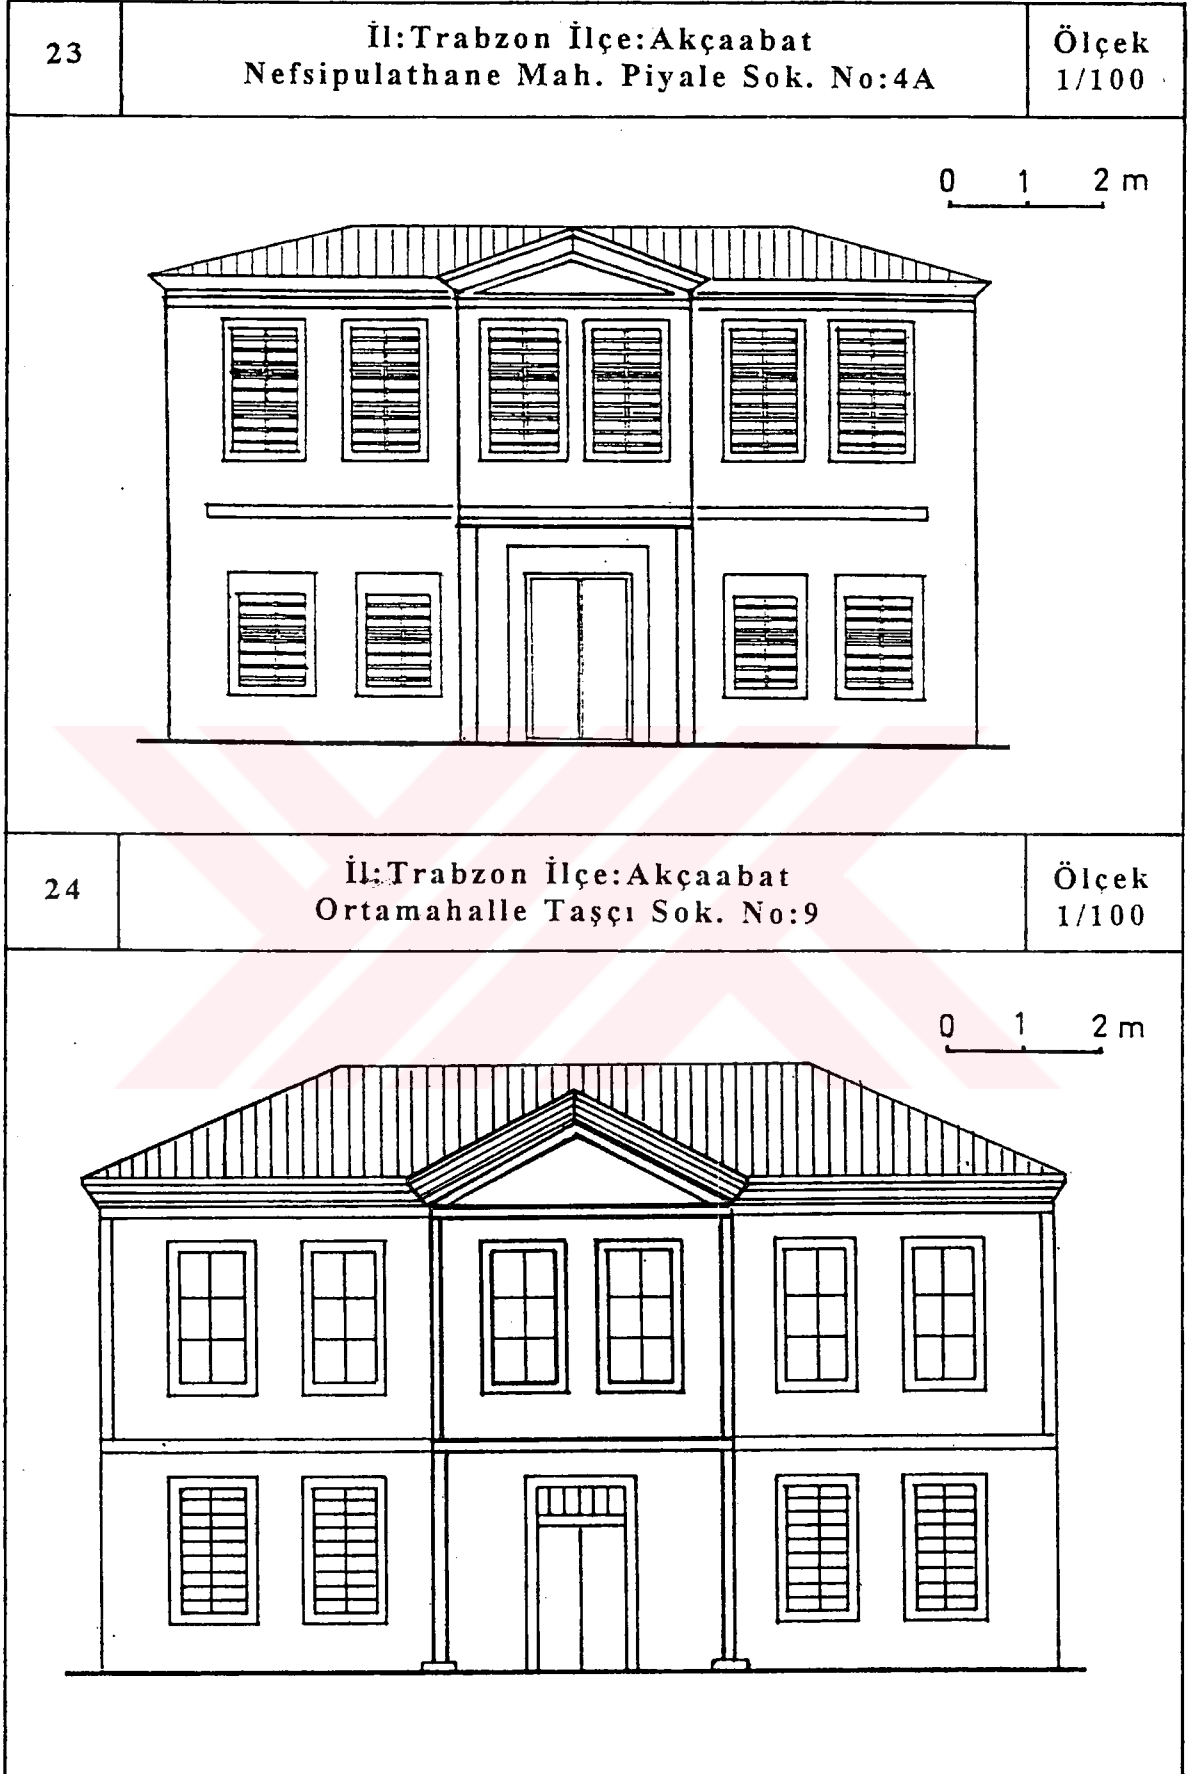 23
İl:Trabzon İlçe:Akçaabat
Nefsipulathane Mah. Piyale Sok. No:4A
Ölçek
1/100
0 1 2 m
24
İl:Trabzon İlçe:Akçaabat
Ortamahalle Taşçı Sok. No:9
Ölçek
1/100
0 1 2 m